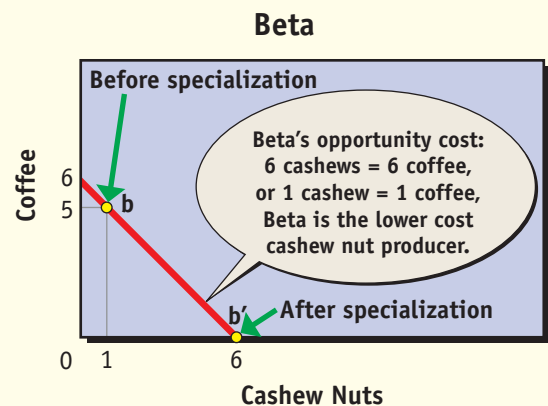 Beta
Before specialization
Beta's opportunity cost:
6 cashews = 6 coffee,
or 1 cashew = 1 coffee,
Beta is the lower cost
cashew nut producer.
Coffee
6
5
b
b′
After specialization
0
1
6
Cashew Nuts